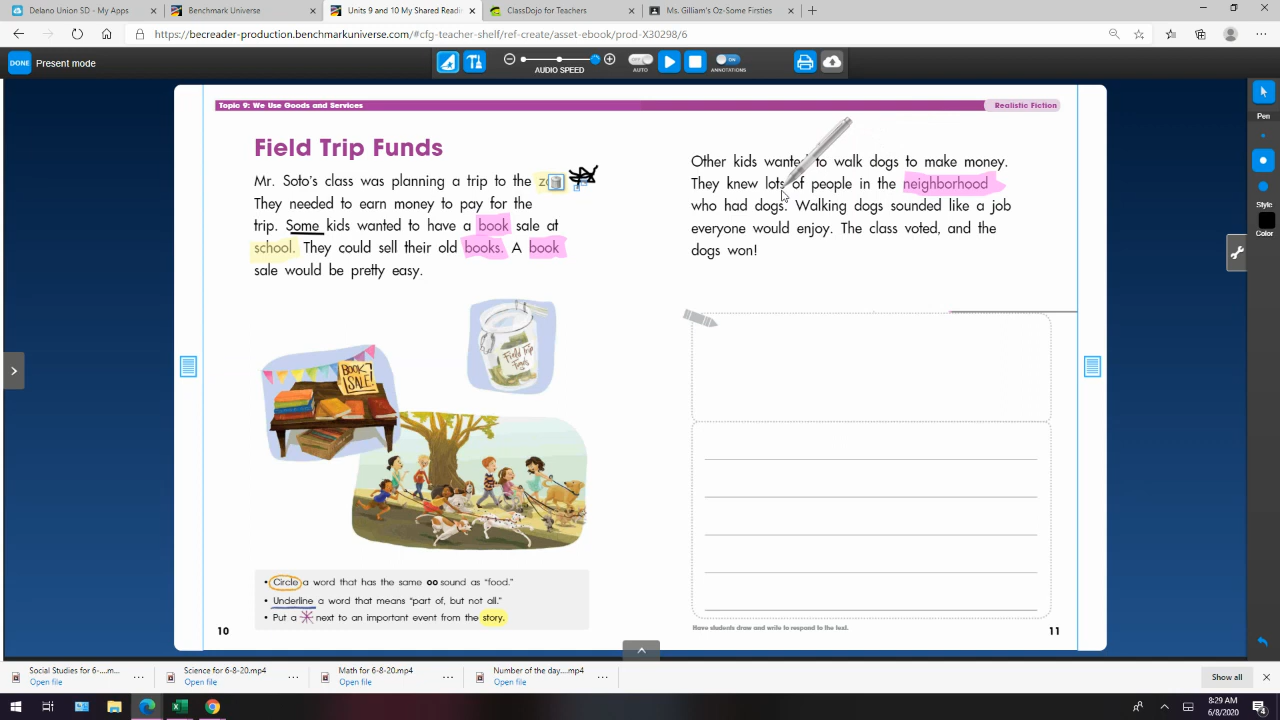 Delano Union SD - My Apps
Benchmark Universe
Units 9 and 10 My Shared Readi
ClassDojo for Teachers
Ms. Gilliam's Co-Some Firsties
https://becreader-production.benchmarkuniverse.com/#cfg-teacher-shelf/ref-create/asset-ebook/prod-X30298/6
DONE Present mode
AUDIO SPEED
AUTO
ANNOTATIONS
ON
Pen
Style
Color
Topic 9: We Use Goods and Services
Field Trip Funds
Mr. Soto's class was planning a trip to the
They needed to earn money to pay for the
trip. Some kids wanted to have a book sale at
school. They could sell their old books. A book
sale would be pretty easy.
Field Trip
Funds
SALE
• Circle a word that has the same oo sound as "food."
• Underline a word that means "part of, but not all."
• Put a next to an important event from the story.
10
Realistic Fiction
Other kids wanted to walk dogs to make money.
They knew lots of people in the neighborhood
who had dogs. Walking dogs sounded like a job
everyone would enjoy. The class voted, and the
dogs won!
Have students draw and write to respond to the text.
11
Social Studies for 6-8....mp4
Open file
Science for 6-8-20.mp4
Open file
Math for 6-8-20.mp4
Open file
Number of the day....mp4
Open file
Show all
8:29 AM
6/8/2020